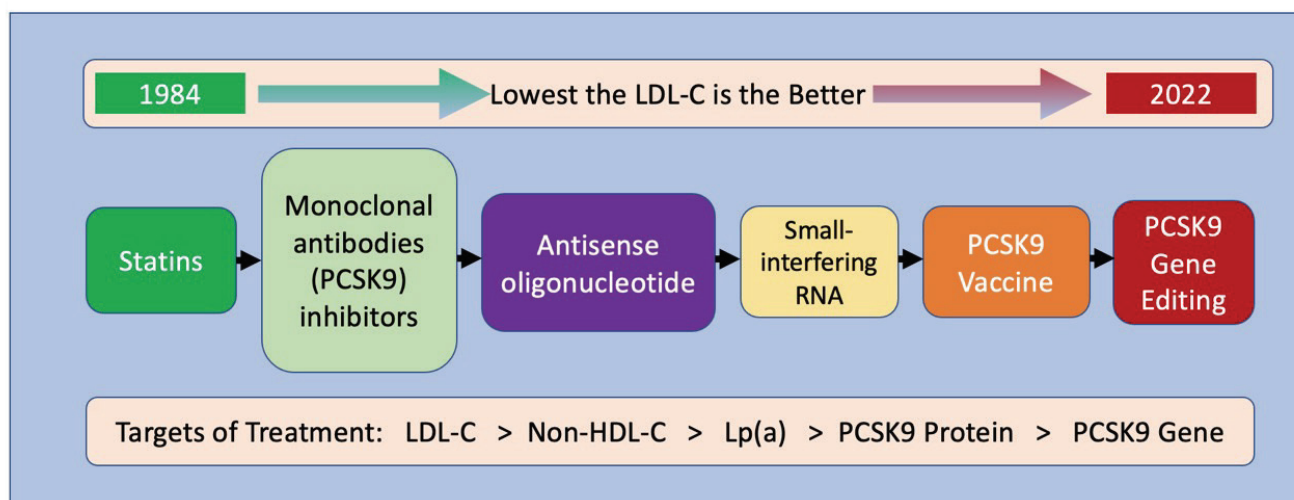 1984 Lowest the LDL-C is the Better 2022
Statins
Monoclonal
antibodies
(PCSK9)
inhibitors
Antisense
oligonucleotide
Small-
interfering
RNA
PCSK9
Vaccine
PCSK9
Gene
Editing
Targets of Treatment: LDL-C > Non-HDL-C > Lp(a) > PCSK9 Protein > PCSK9 Gene